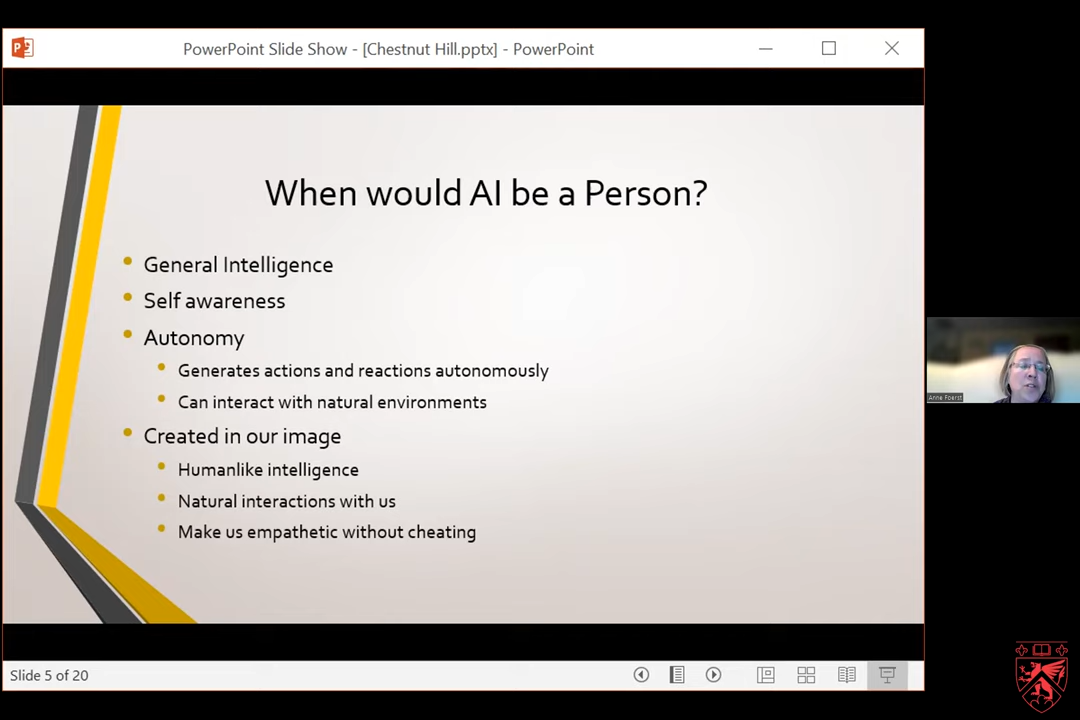 PowerPoint Slide Show - [Chestnut Hill.pptx] - PowerPoint
When would AI be a Person?
General Intelligence
Self awareness
Autonomy
Generates actions and reactions autonomously
Can interact with natural environments
Created in our image
Humanlike intelligence
Natural interactions with us
Make us empathetic without cheating
Anne Foerst
Slide 5 of 20